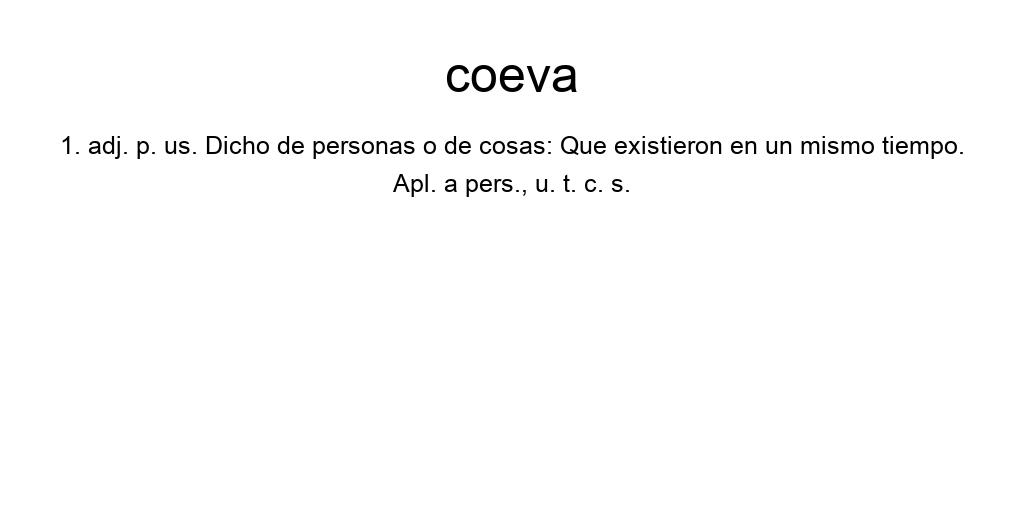 coeva
1. adj. p. us. Dicho de personas o de cosas: Que existieron en un mismo tiempo.
Apl. a pers., u. t. c. s.